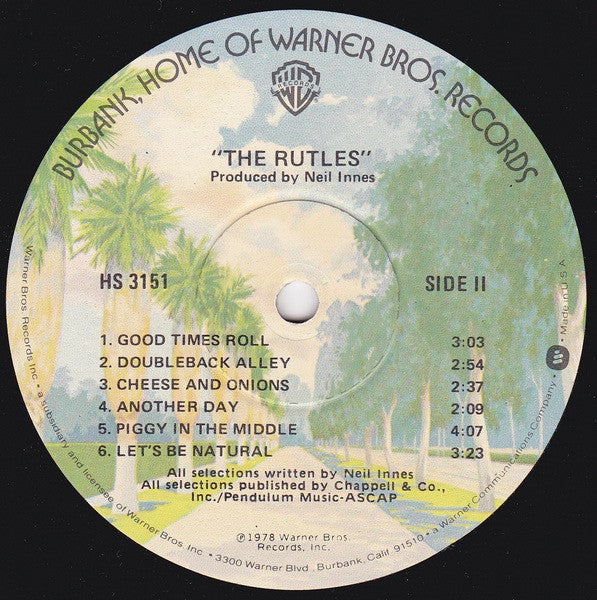 BURBANK, HOME OF WARNER BROS. RECORDS
WB
RECORDS
"THE RUTLES"
Produced by Neil Innes
HS 3151 SIDE II
1. GOOD TIMES ROLL 3:03
2. DOUBLEBACK ALLEY 2:54
3. CHEESE AND ONIONS 2:37
4. ANOTHER DAY 2:09
5. PIGGY IN THE MIDDLE 4:07
6. LET'S BE NATURAL 3:23
All selections written by Neil Innes
All selections published by Chappell & Co.,
Inc./Pendulum Music-ASCAP
℗1978 Warner Bros.
Records, Inc.
Warner Bros. Records Inc. • a subsidiary and licensee of Warner Bros. Inc. • 3300 Warner Blvd., Burbank, Calif. 91510 • a Warner Communications Company • Made in U.S.A.